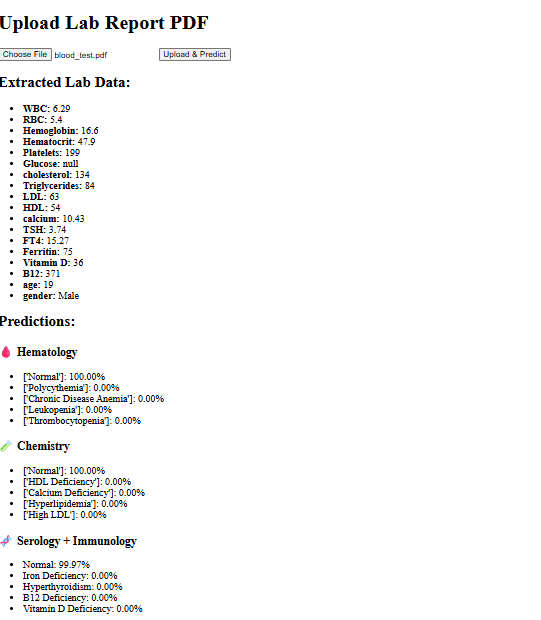 Upload Lab Report PDF
Choose File blood_test.pdf Upload & Predict
Extracted Lab Data:
WBC: 6.29
RBC: 5.4
Hemoglobin: 16.6
Hematocrit: 47.9
Platelets: 199
Glucose: null
cholesterol: 134
Triglycerides: 84
LDL: 63
HDL: 54
calcium: 10.43
TSH: 3.74
FT4: 15.27
Ferritin: 75
Vitamin D: 36
B12: 371
age: 19
gender: Male
Predictions:
Hematology
['Normal']: 100.00%
['Polycythemia']: 0.00%
['Chronic Disease Anemia']: 0.00%
['Leukopenia']: 0.00%
['Thrombocytopenia']: 0.00%
Chemistry
['Normal']: 100.00%
['HDL Deficiency']: 0.00%
['Calcium Deficiency']: 0.00%
['Hyperlipidemia']: 0.00%
['High LDL']: 0.00%
Serology + Immunology
Normal: 99.97%
Iron Deficiency: 0.00%
Hyperthyroidism: 0.00%
B12 Deficiency: 0.00%
Vitamin D Deficiency: 0.00%